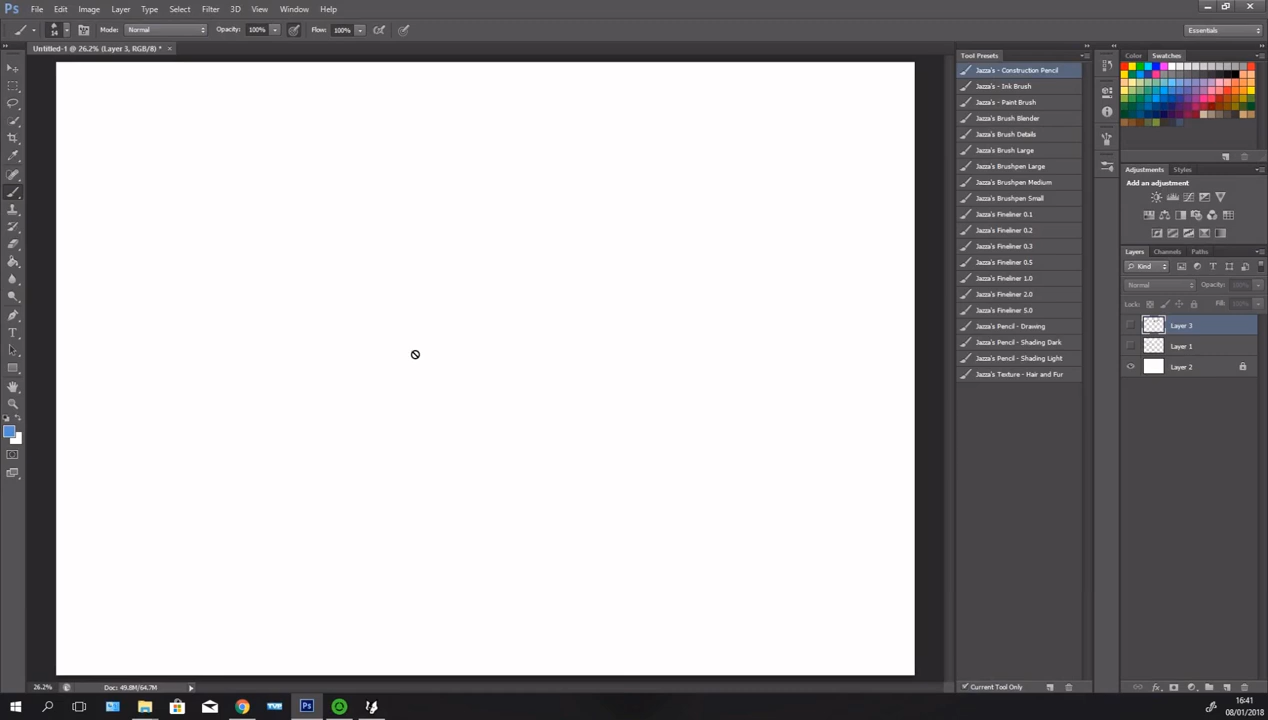 Ps File Edit Image Layer Type Select Filter 3D View Window Help
14 Mode: Normal Opacity: 100% Flow: 100% Essentials
Untitled-1 @ 26.2% (Layer 3, RGB/8) * ×
Tool Presets
Jazza's - Construction Pencil
Jazza's - Ink Brush
Jazza's - Paint Brush
Jazza's Brush Blender
Jazza's Brush Details
Jazza's Brush Large
Jazza's Brushpen Large
Jazza's Brushpen Medium
Jazza's Brushpen Small
Jazza's Fineliner 0.1
Jazza's Fineliner 0.2
Jazza's Fineliner 0.3
Jazza's Fineliner 0.5
Jazza's Fineliner 1.0
Jazza's Fineliner 2.0
Jazza's Fineliner 5.0
Jazza's Pencil - Drawing
Jazza's Pencil - Shading Dark
Jazza's Pencil - Shading Light
Jazza's Texture - Hair and Fur
Current Tool Only
Color Swatches
Adjustments Styles
Add an adjustment
Layers Channels Paths
Kind
Normal Opacity: 100%
Lock: Fill: 100%
Layer 3
Layer 1
Layer 2
26.2% Doc: 49.8M/64.7M
TVP Ps
16:41
08/01/2018